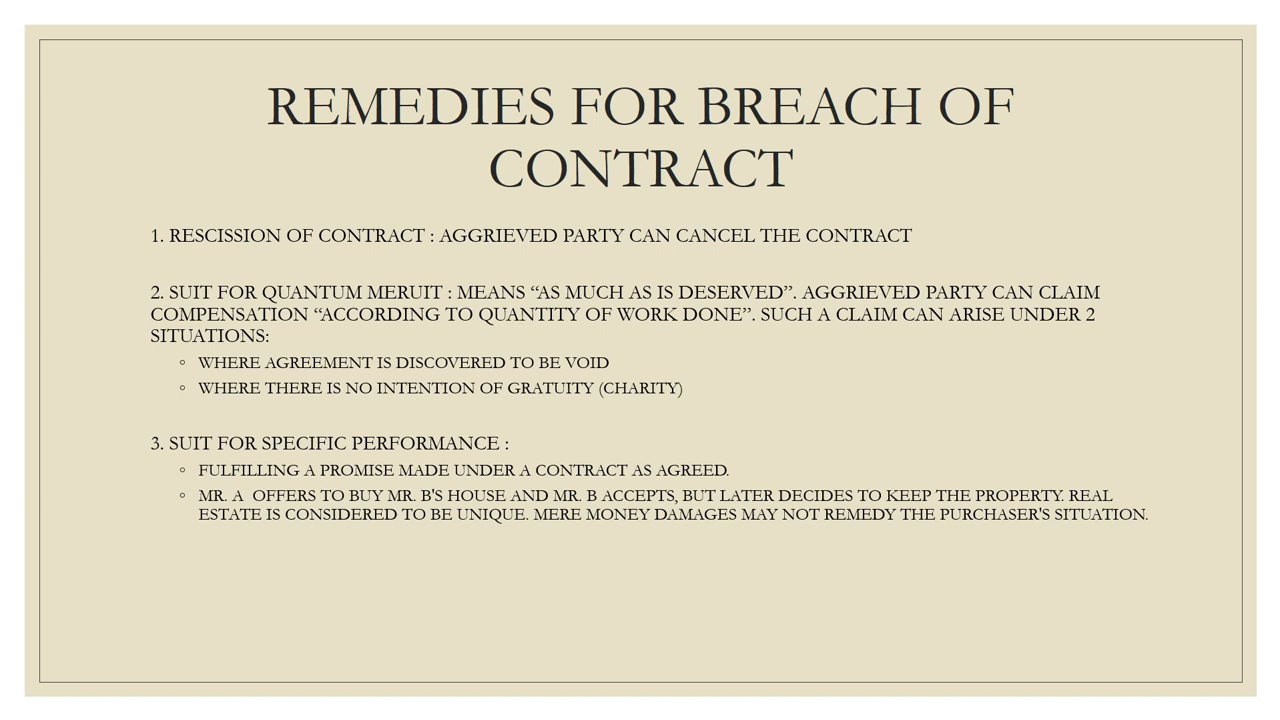 REMEDIES FOR BREACH OF
CONTRACT
1. RESCISSION OF CONTRACT : AGGRIEVED PARTY CAN CANCEL THE CONTRACT
2. SUIT FOR QUANTUM MERUIT : MEANS “AS MUCH AS IS DESERVED”. AGGRIEVED PARTY CAN CLAIM
COMPENSATION “ACCORDING TO QUANTITY OF WORK DONE”. SUCH A CLAIM CAN ARISE UNDER 2
SITUATIONS:
◦ WHERE AGREEMENT IS DISCOVERED TO BE VOID
◦ WHERE THERE IS NO INTENTION OF GRATUITY (CHARITY)
3. SUIT FOR SPECIFIC PERFORMANCE :
◦ FULFILLING A PROMISE MADE UNDER A CONTRACT AS AGREED.
◦ MR. A  OFFERS TO BUY MR. B'S HOUSE AND MR. B ACCEPTS, BUT LATER DECIDES TO KEEP THE PROPERTY. REAL
ESTATE IS CONSIDERED TO BE UNIQUE. MERE MONEY DAMAGES MAY NOT REMEDY THE PURCHASER'S SITUATION.